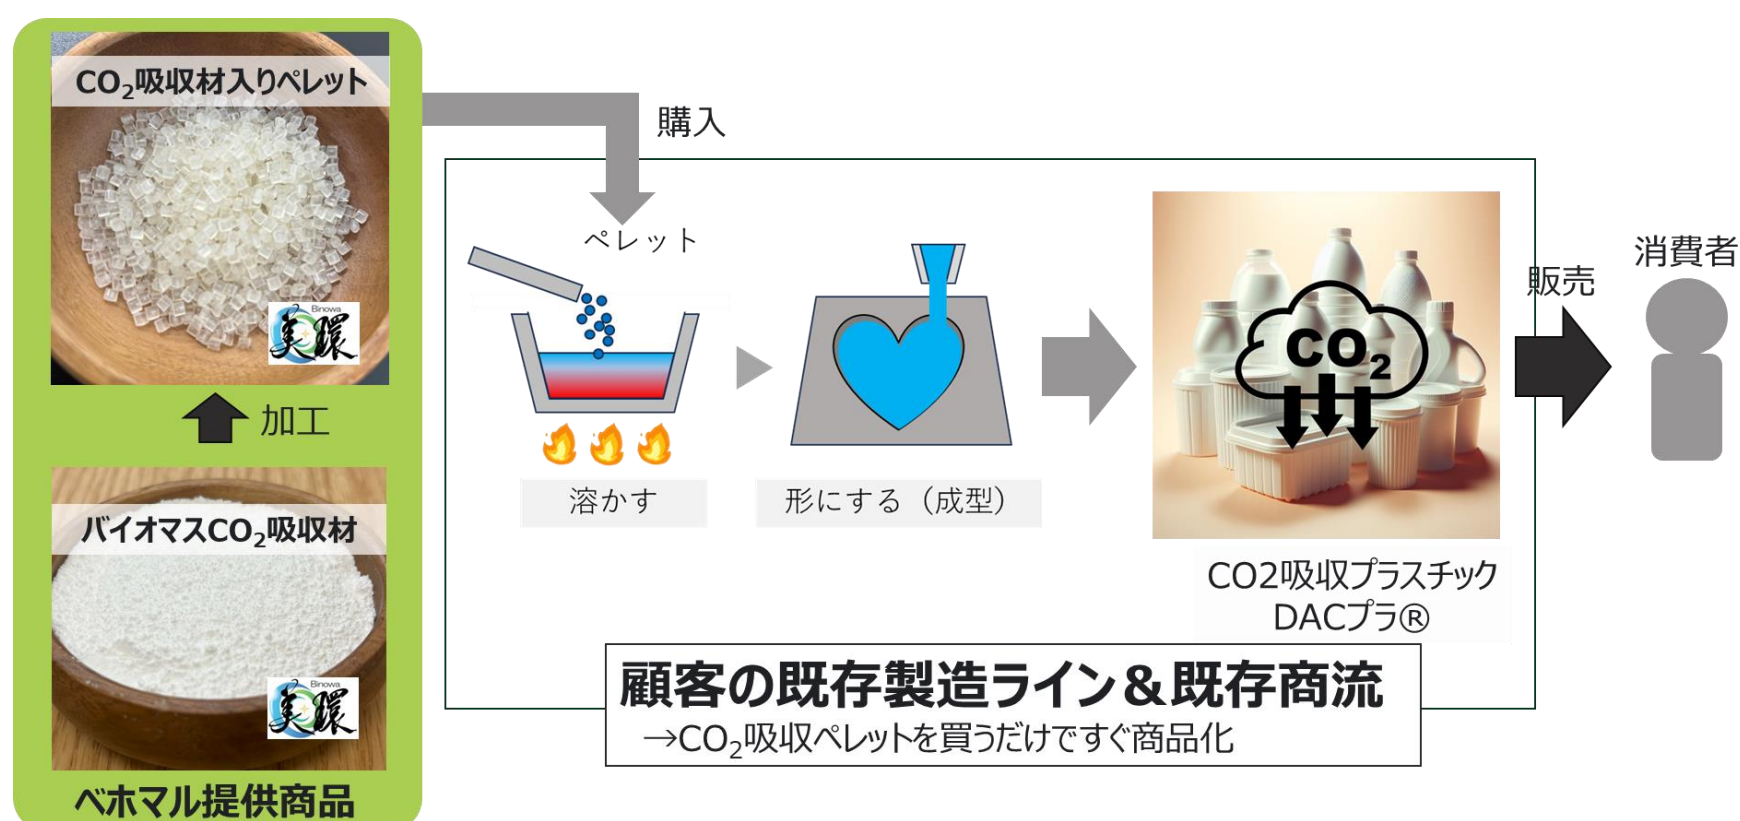 CO₂吸収材入りペレット
Binowa
美環
加工
バイオマスCO₂吸収材
Binowa
美環
ベホマル提供商品
購入
ペレット
溶かす
形にする（成型）
CO₂
CO2吸収プラスチック
DACプラ®
顧客の既存製造ライン＆既存商流
→CO₂吸収ペレットを買うだけですぐ商品化
販売
消費者